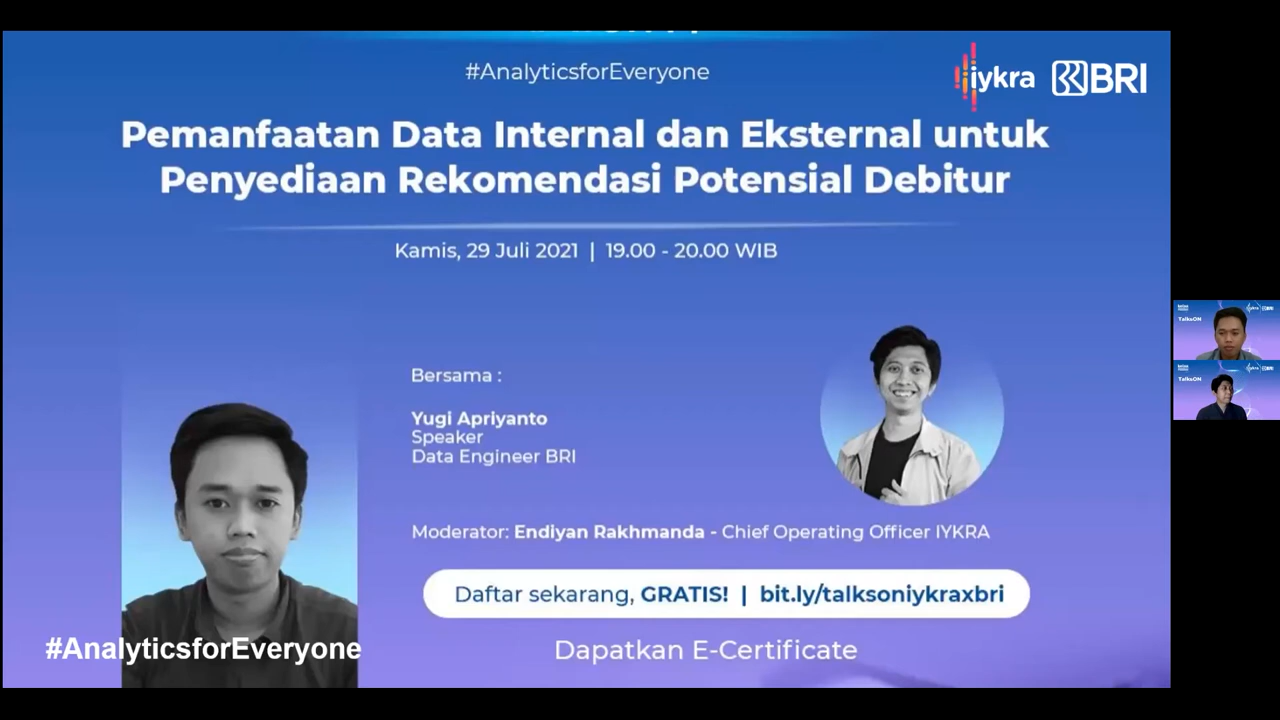 #AnalyticsforEveryone
iykra BRI
Pemanfaatan Data Internal dan Eksternal untuk
Penyediaan Rekomendasi Potensial Debitur
Kamis, 29 Juli 2021 | 19.00 - 20.00 WIB
Bersama :
Yugi Apriyanto
Speaker
Data Engineer BRI
Moderator: Endiyan Rakhmanda - Chief Operating Officer IYKRA
Daftar sekarang, GRATIS! | bit.ly/talksoniykraxbri
#AnalyticsforEveryone
Dapatkan E-Certificate
TalksON
TalksON